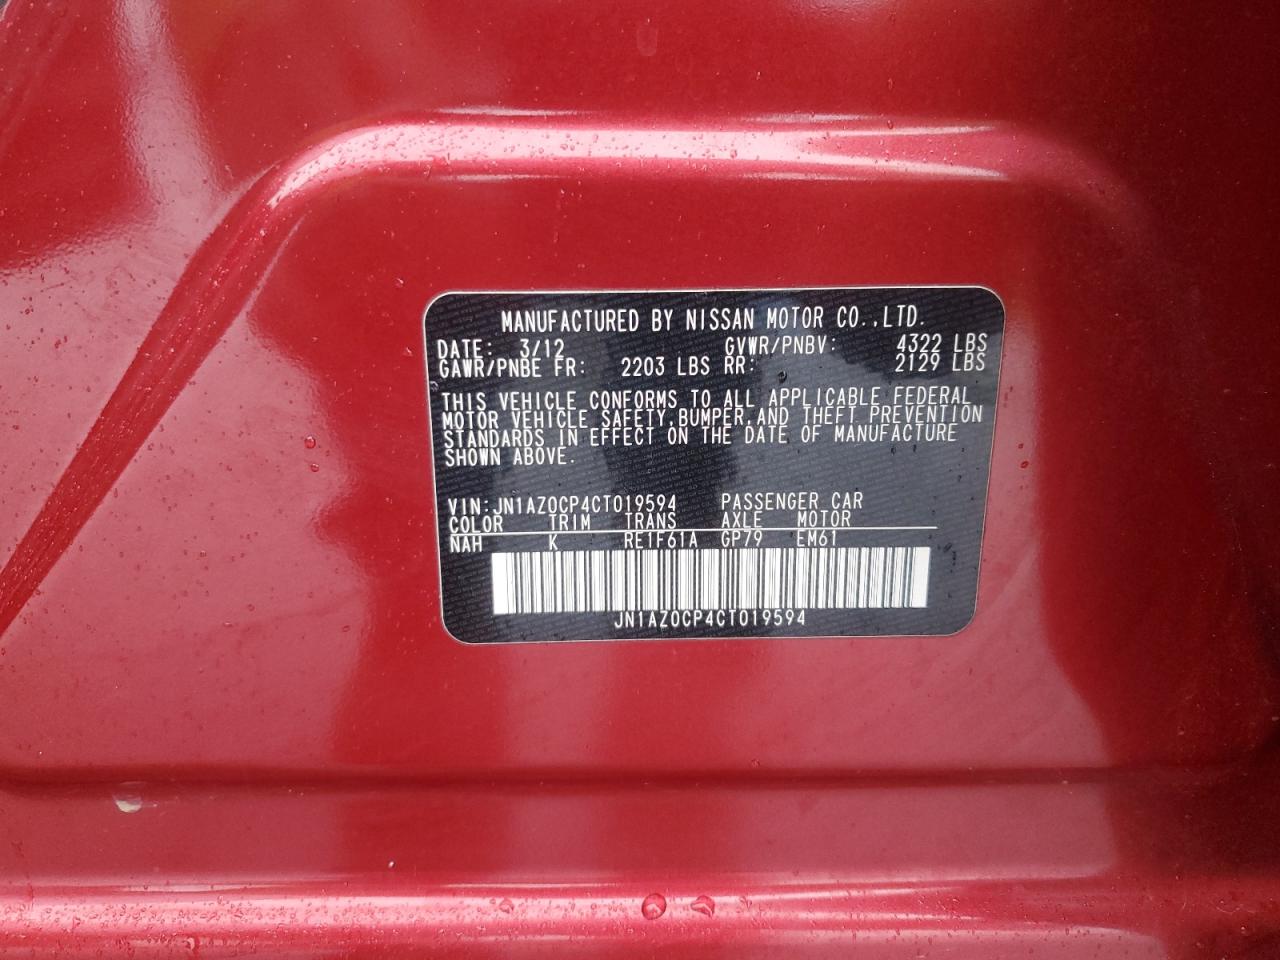 MANUFACTURED BY NISSAN MOTOR CO.,LTD.
DATE: 3/12 GVWR/PNBV: 4322 LBS
GAWR/PNBE FR: 2203 LBS RR: 2129 LBS
THIS VEHICLE CONFORMS TO ALL APPLICABLE FEDERAL
MOTOR VEHICLE SAFETY,BUMPER,AND THEFT PREVENTION
STANDARDS IN EFFECT ON THE DATE OF MANUFACTURE
SHOWN ABOVE.
VIN:JN1AZ0CP4CT019594 PASSENGER CAR
COLOR TRIM TRANS AXLE MOTOR
NAH K RE1F61A GP79 EM61
JN1AZ0CP4CT019594